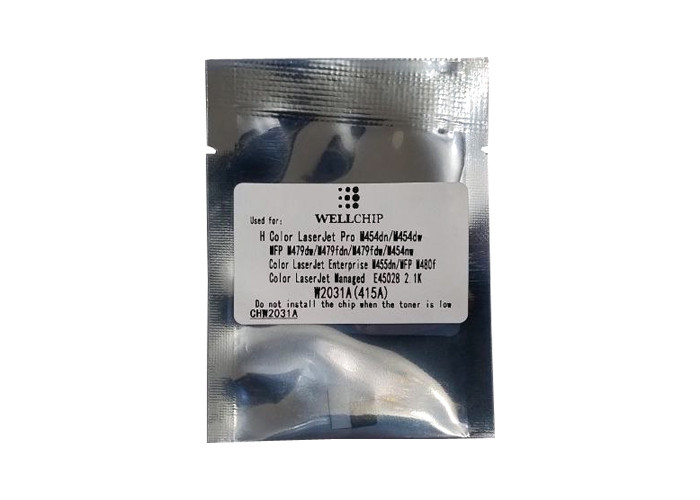 WELLCHIP
Used for:
H Color LaserJet Pro M454dn/M454dw
MFP M479dw/M479fdn/M479fdw/M454nw
Color LaserJet Enterprise M455dn/MFP M480f
Color LaserJet Managed E45028 2.1K
W2031A(415A)
Do not install the chip when the toner is low
CHW2031A